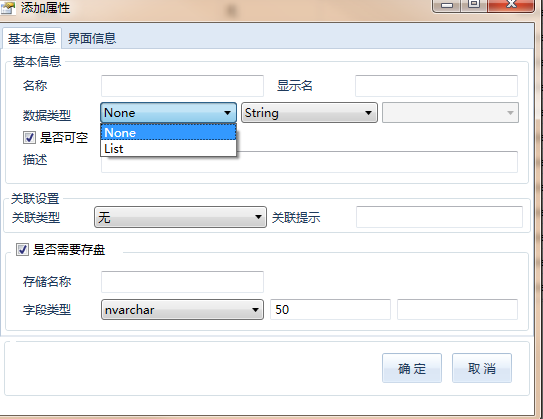 添加属性
基本信息 界面信息
基本信息
名称 显示名
数据类型 None String
None
List
是否可空
描述
关联设置
关联类型 无 关联提示
是否需要存盘
存储名称
字段类型 nvarchar 50
确 定 取 消